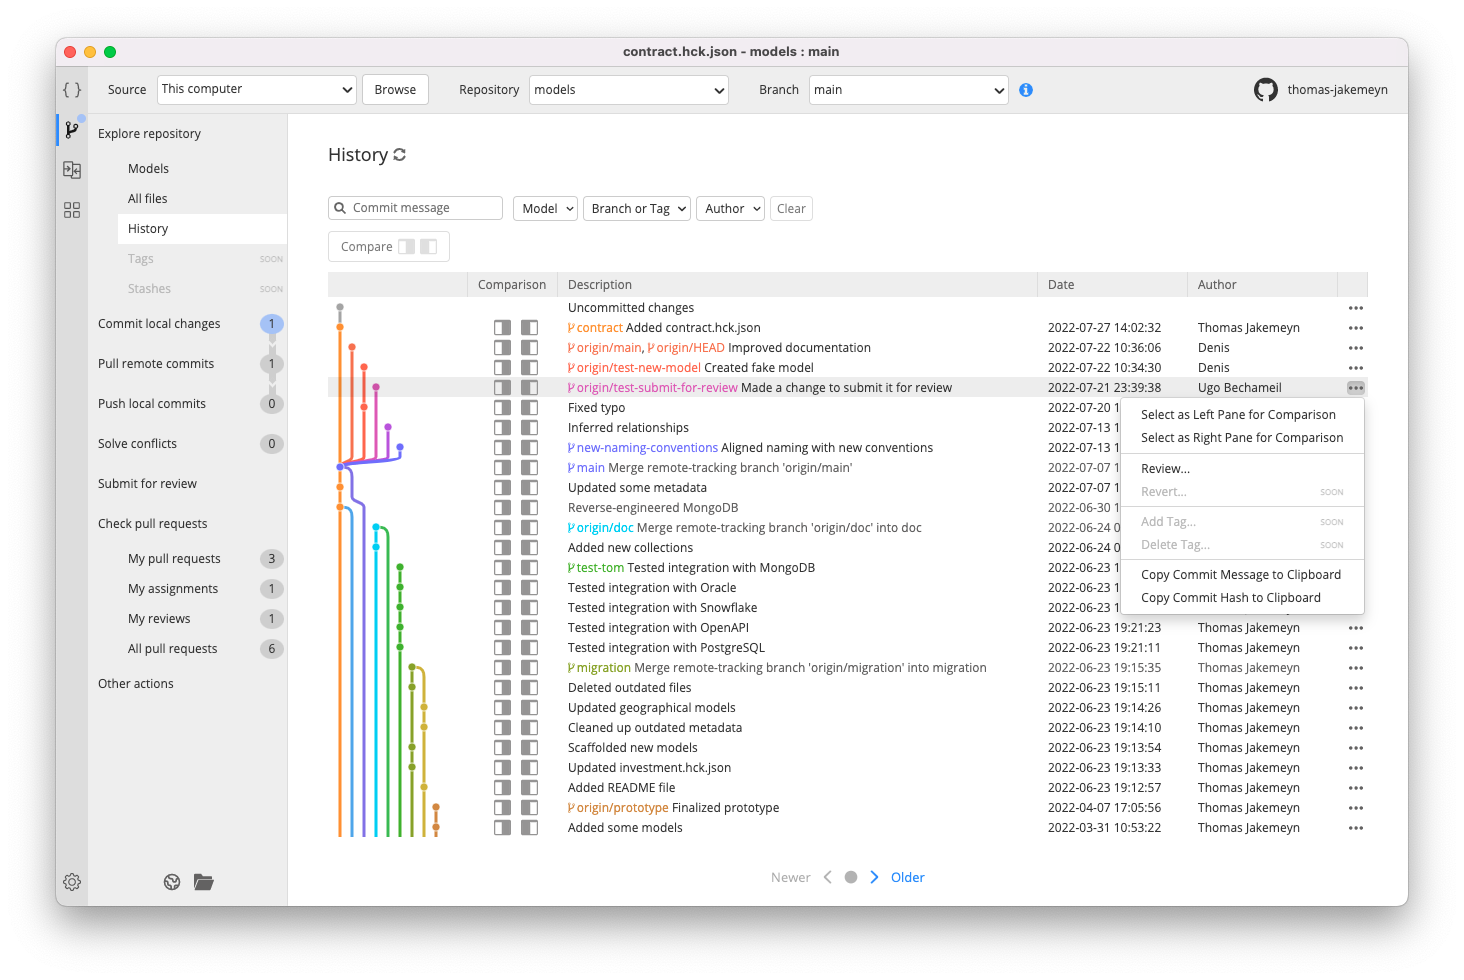 contract.hck.json - models : main
Source This computer Browse Repository models Branch main thomas-jakemeyn
Explore repository
Models
All files
History
Tags SOON
Stashes SOON
Commit local changes 1
Pull remote commits 1
Push local commits 0
Solve conflicts 0
Submit for review
Check pull requests
My pull requests 3
My assignments 1
My reviews 1
All pull requests 6
Other actions
History
Commit message Model Branch or Tag Author Clear
Compare
Comparison Description Date Author
Uncommitted changes
contract Added contract.hck.json 2022-07-27 14:02:32 Thomas Jakemeyn
origin/main, origin/HEAD Improved documentation 2022-07-22 10:36:06 Denis
origin/test-new-model Created fake model 2022-07-22 10:34:30 Denis
origin/test-submit-for-review Made a change to submit it for review 2022-07-21 23:39:38 Ugo Bechameil
Fixed typo 2022-07-20 1
Inferred relationships 2022-07-13 1
new-naming-conventions Aligned naming with new conventions 2022-07-13 1
main Merge remote-tracking branch 'origin/main' 2022-07-07 1
Updated some metadata 2022-07-07 1
Reverse-engineered MongoDB 2022-06-30 1
origin/doc Merge remote-tracking branch 'origin/doc' into doc 2022-06-24 0
Added new collections 2022-06-24 0
test-tom Tested integration with MongoDB 2022-06-23 1
Tested integration with Oracle 2022-06-23 1
Tested integration with Snowflake 2022-06-23 1
Tested integration with OpenAPI 2022-06-23 19:21:23 Thomas Jakemeyn
Tested integration with PostgreSQL 2022-06-23 19:21:11 Thomas Jakemeyn
migration Merge remote-tracking branch 'origin/migration' into migration 2022-06-23 19:15:35 Thomas Jakemeyn
Deleted outdated files 2022-06-23 19:15:11 Thomas Jakemeyn
Updated geographical models 2022-06-23 19:14:26 Thomas Jakemeyn
Cleaned up outdated metadata 2022-06-23 19:14:10 Thomas Jakemeyn
Scaffolded new models 2022-06-23 19:13:54 Thomas Jakemeyn
Updated investment.hck.json 2022-06-23 19:13:33 Thomas Jakemeyn
Added README file 2022-06-23 19:12:57 Thomas Jakemeyn
origin/prototype Finalized prototype 2022-04-07 17:05:56 Thomas Jakemeyn
Added some models 2022-03-31 10:53:22 Thomas Jakemeyn
Select as Left Pane for Comparison
Select as Right Pane for Comparison
Review...
Revert... SOON
Add Tag... SOON
Delete Tag... SOON
Copy Commit Message to Clipboard
Copy Commit Hash to Clipboard
Newer Older